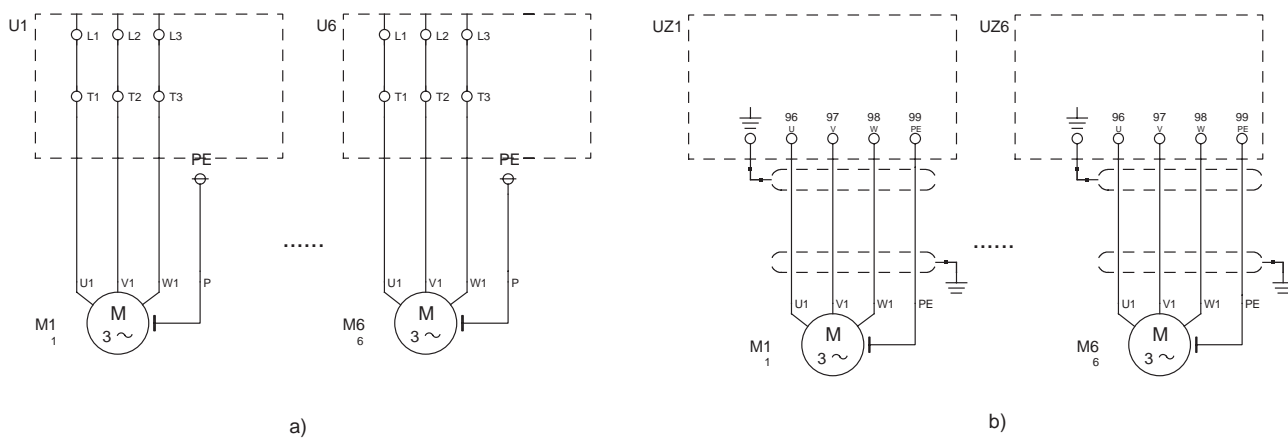 U1 U6 UZ1 UZ6
L1 L2 L3 L1 L2 L3
T1 T2 T3 T1 T2 T3
96 97 98 99 96 97 98 99
U V W PE U V W PE
PE PE
......
......
U1 V1 W1 P U1 V1 W1 P
U1 V1 W1 PE U1 V1 W1 PE
M M
M1 3 ~ M6 3 ~
1 6
M M
M1 3 ~ M6 3 ~
1 6
a) b)